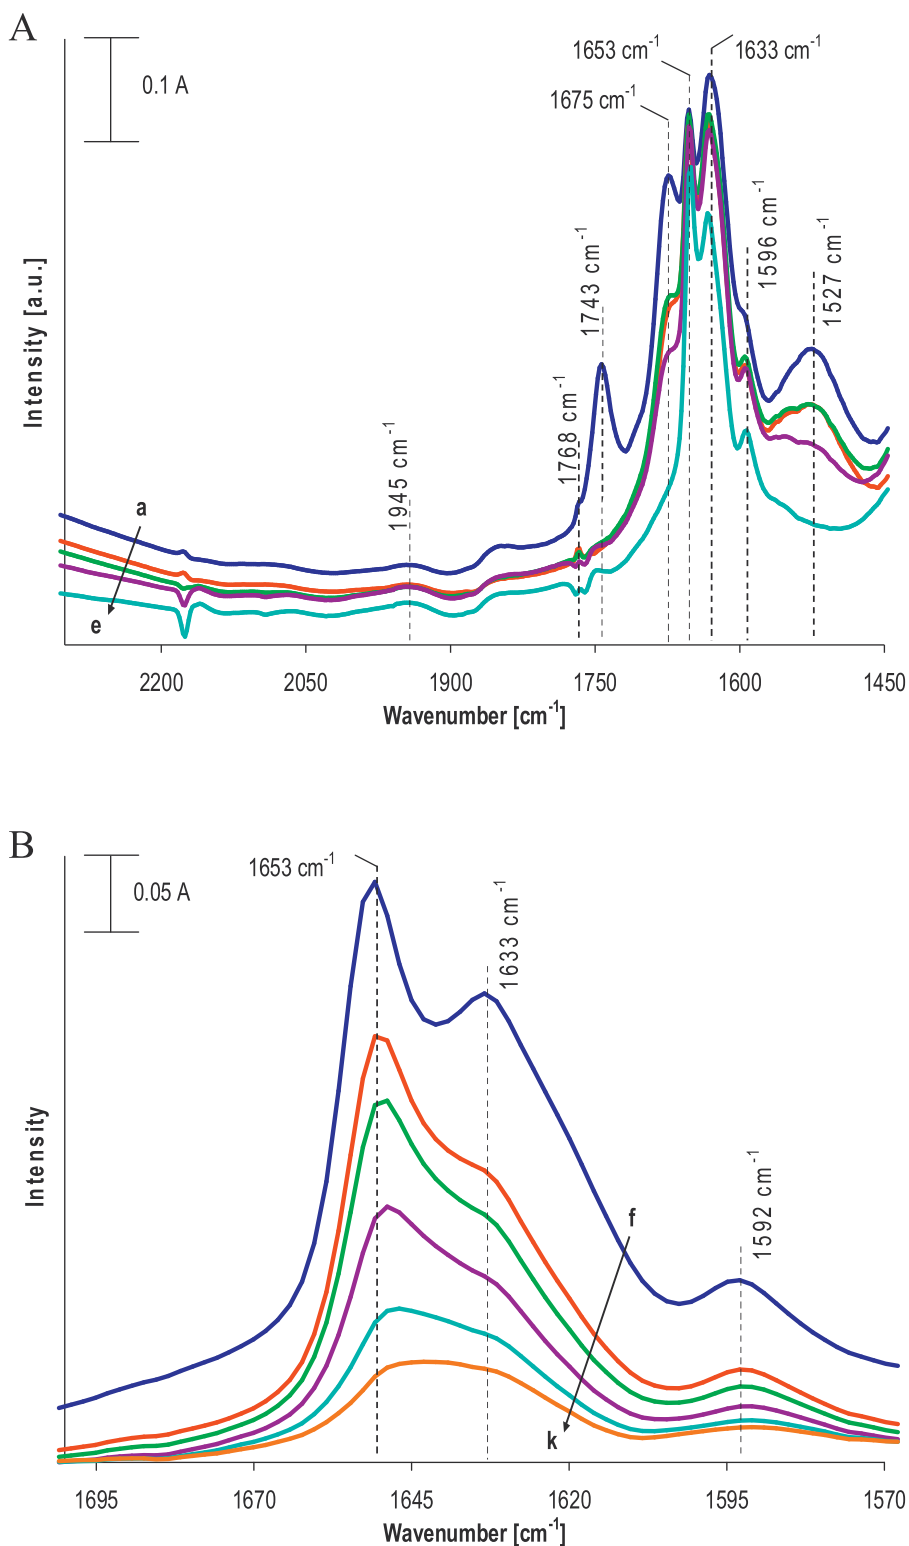 A
0.1 A
1653 cm-1
1633 cm-1
1675 cm-1
1743 cm-1
1596 cm-1
1527 cm-1
1768 cm-1
1945 cm-1
Intensity [a.u.]
a
e
2200 2050 1900 1750 1600 1450
Wavenumber [cm-1]
B
0.05 A
1653 cm-1
1633 cm-1
1592 cm-1
Intensity
f
k
1695 1670 1645 1620 1595 1570
Wavenumber [cm-1]